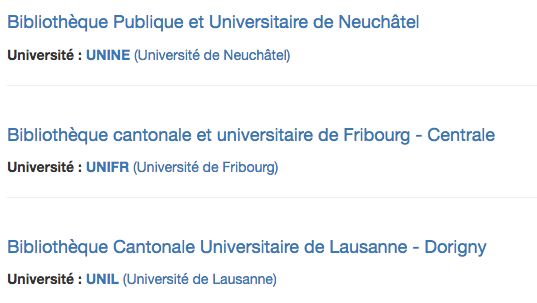 Bibliothèque Publique et Universitaire de Neuchâtel
Université : UNINE (Université de Neuchâtel)
Bibliothèque cantonale et universitaire de Fribourg - Centrale
Université : UNIFR (Université de Fribourg)
Bibliothèque Cantonale Universitaire de Lausanne - Dorigny
Université : UNIL (Université de Lausanne)